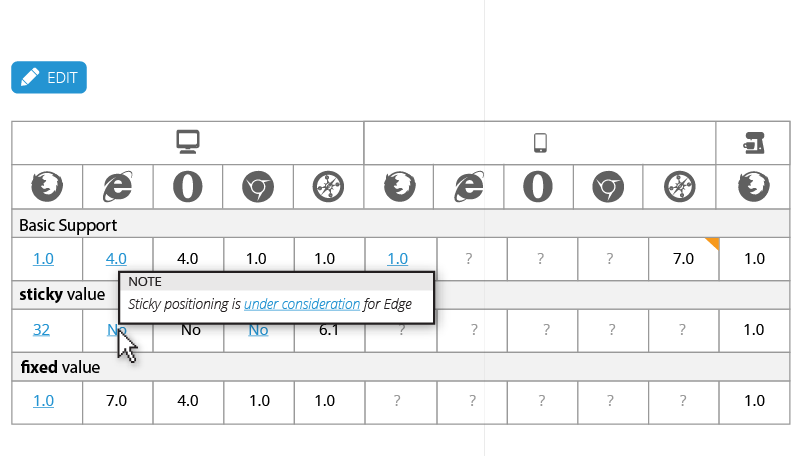 EDIT
Basic Support
1.0 4.0 4.0 1.0 1.0 1.0 ? ? ? 7.0 1.0
NOTE
Sticky positioning is under consideration for Edge
sticky value
32 No No No 6.1 ? ? ? ? ? 1.0
fixed value
1.0 7.0 4.0 1.0 1.0 ? ? ? ? ? 1.0